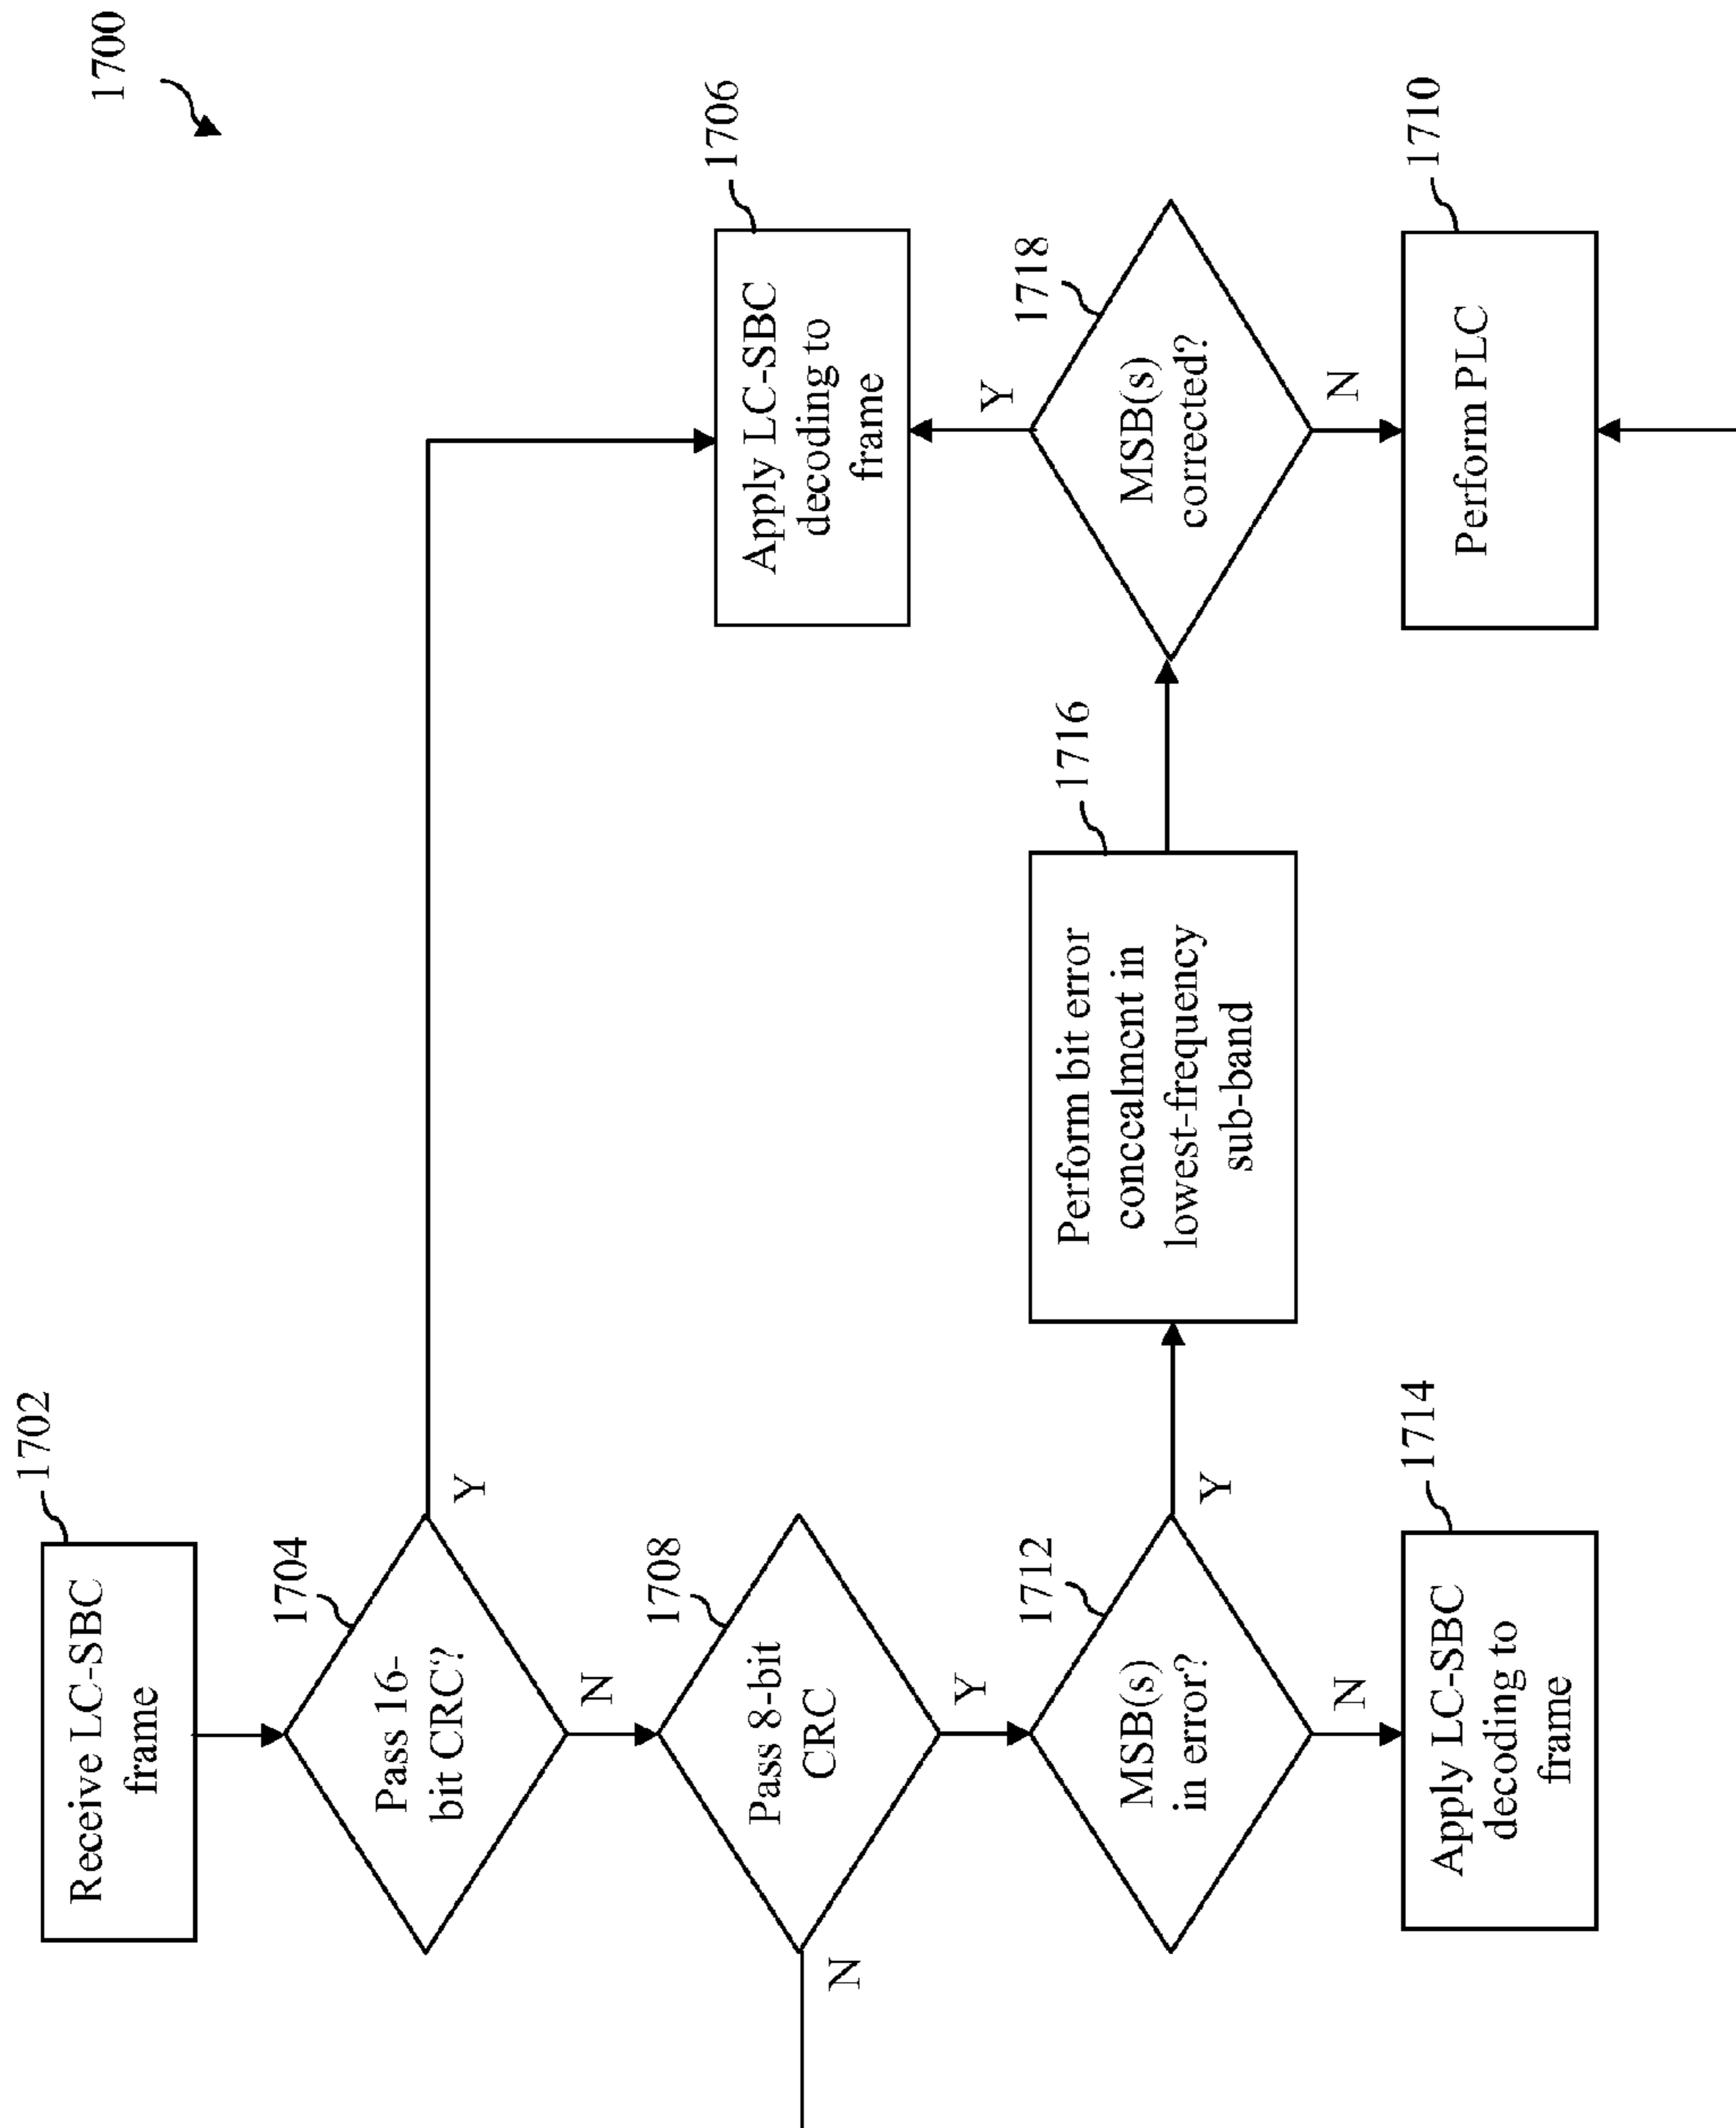 1700
1702
Receive LC-SBC
frame
1704
Pass 16-
bit CRC?
Y
N
1706
Apply LC-SBC
decoding to
frame
1708
Pass 8-bit
CRC
N
Y
1712
MSB(s)
in error?
Y
N
1716
Perform bit error
concealment in
lowest-frequency
sub-band
1718
MSB(s)
corrected?
Y
N
1714
Apply LC-SBC
decoding to
frame
1710
Perform PLC